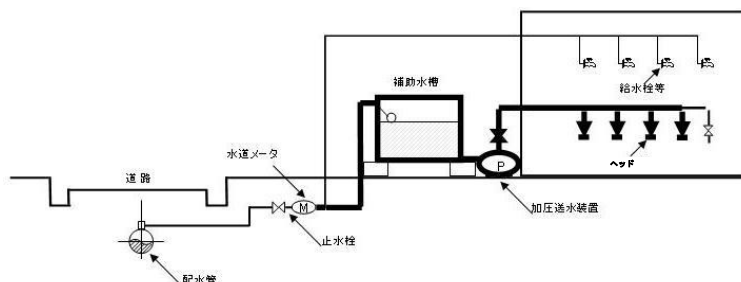 補助水槽
給水栓等
水道メータ
ヘッド
道路
P
加圧送水装置
M
止水栓
配水管